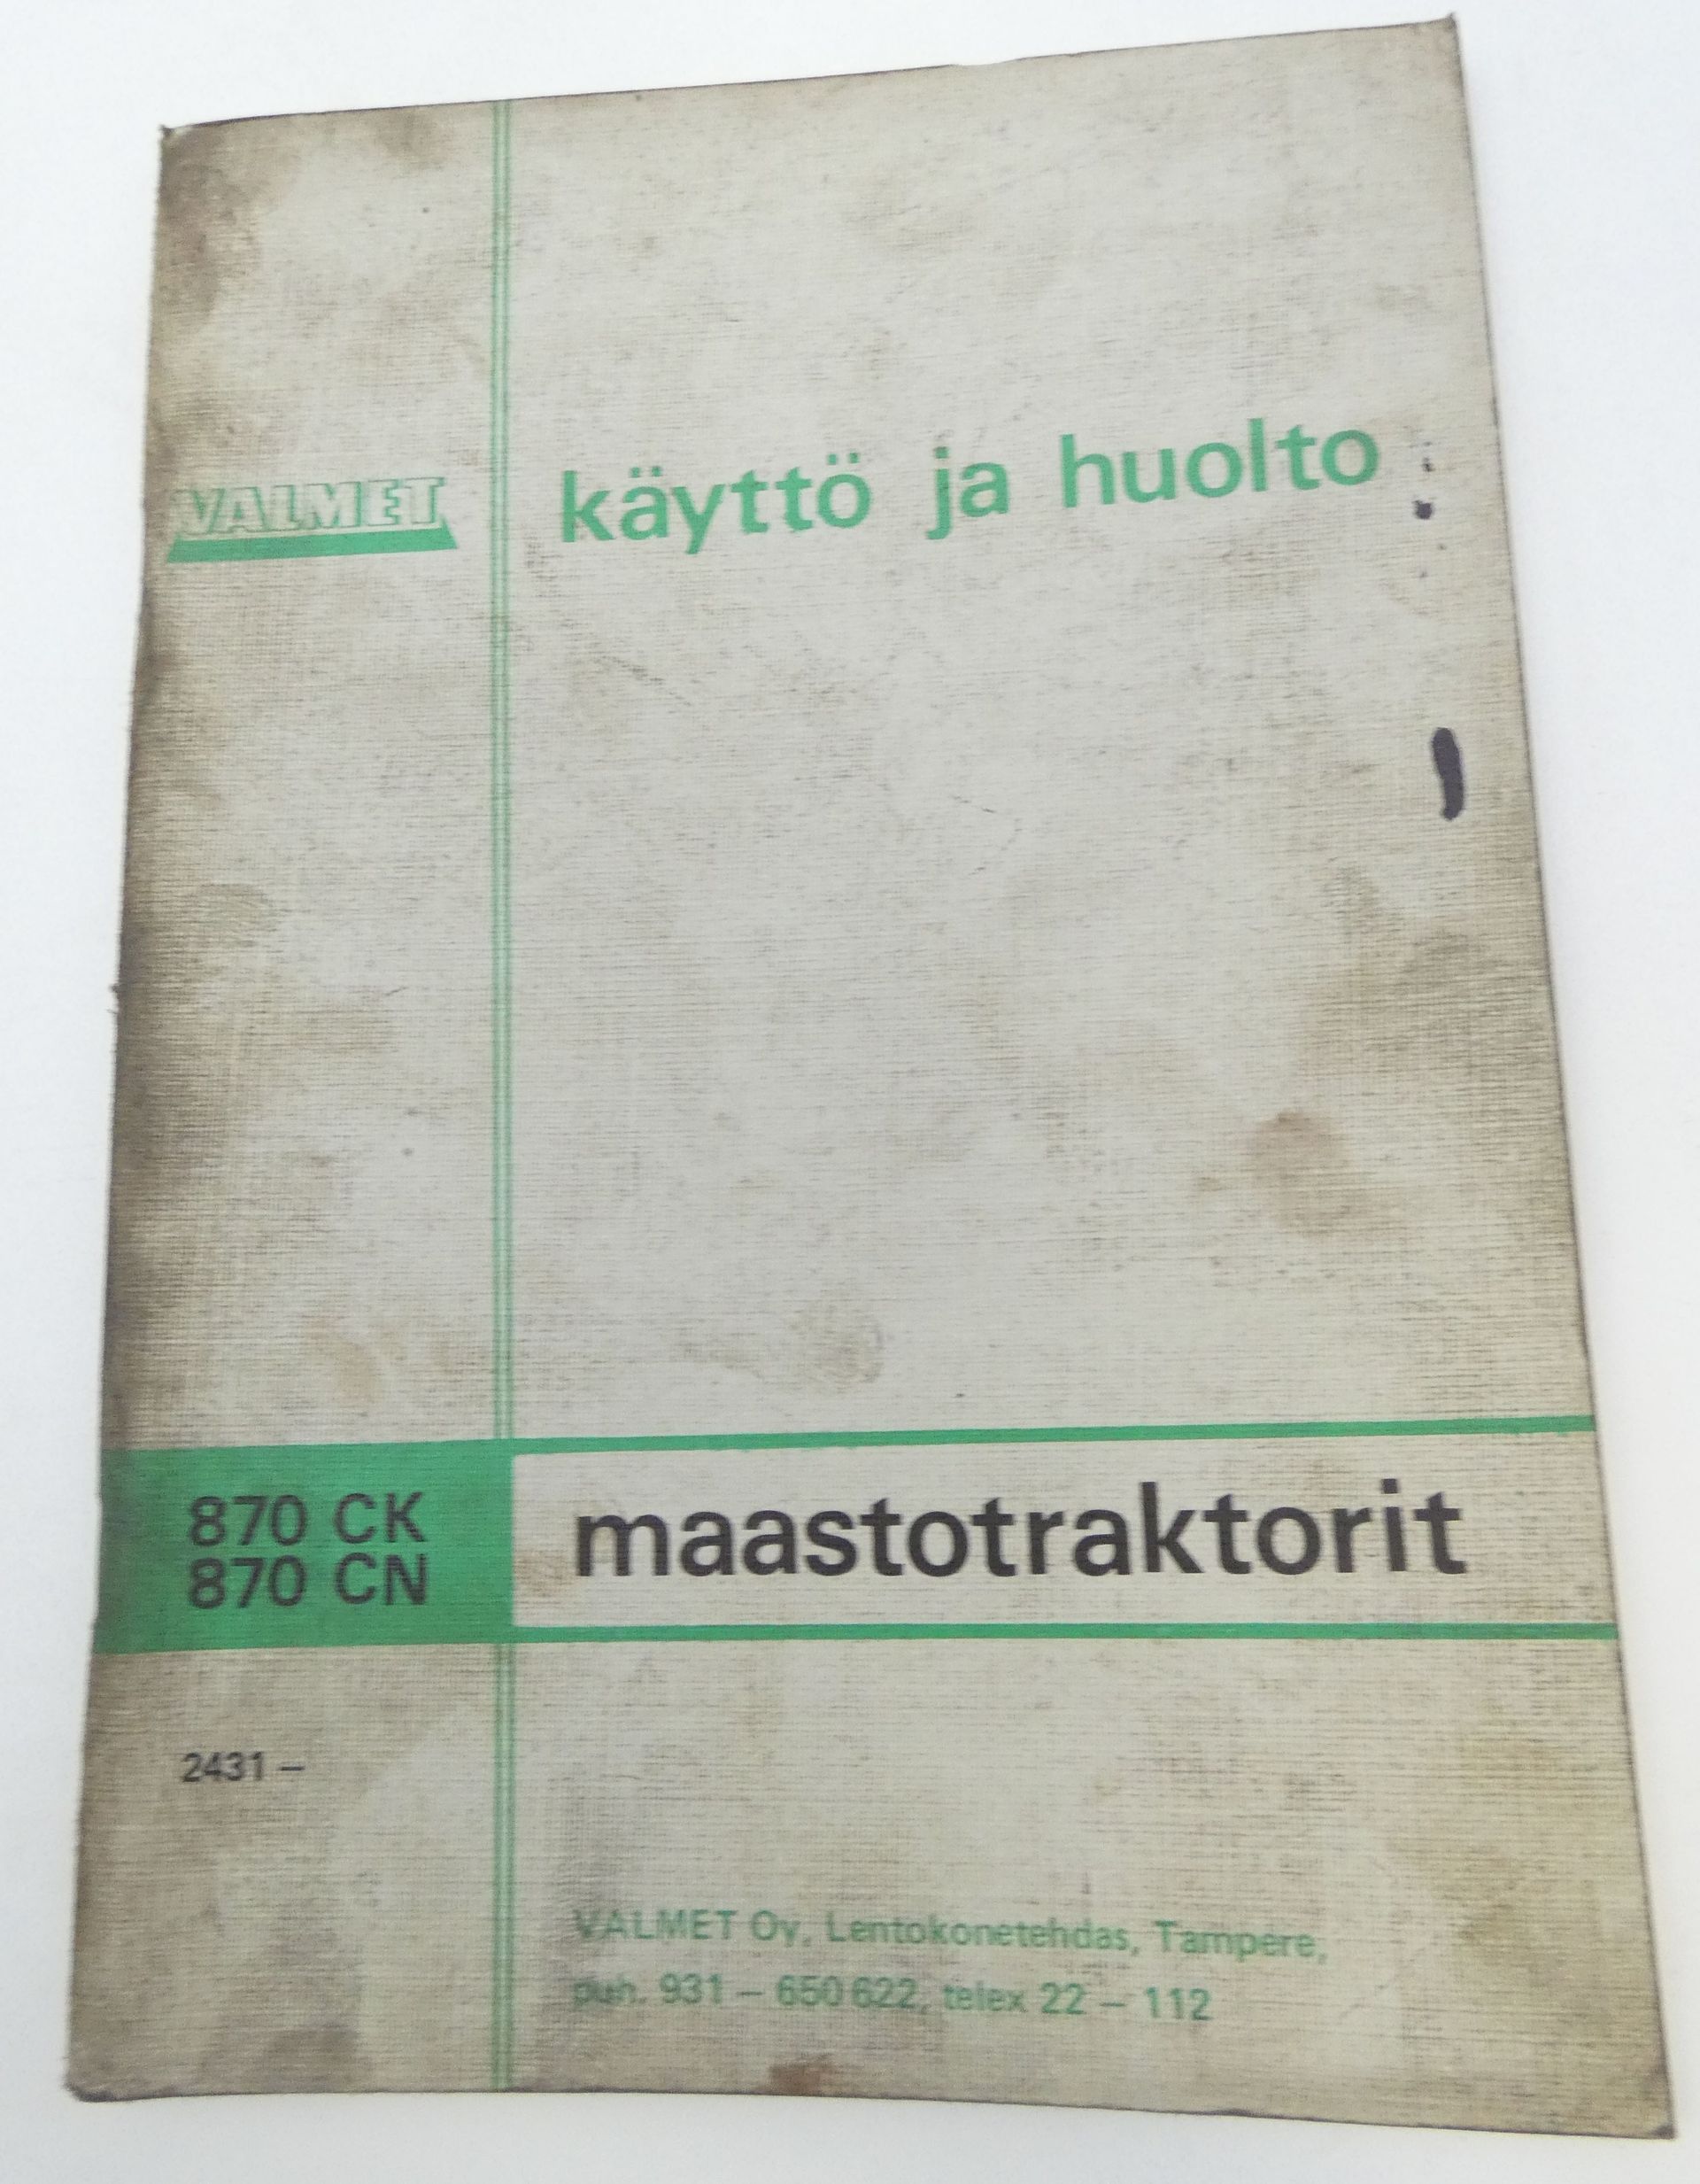 VALMET
käyttö ja huolto
870 CK
870 CN
maastotraktorit
2431 –
VALMET Oy, Lentokonetehdas, Tampere,
puh. 931 – 650 622, telex 22 – 112